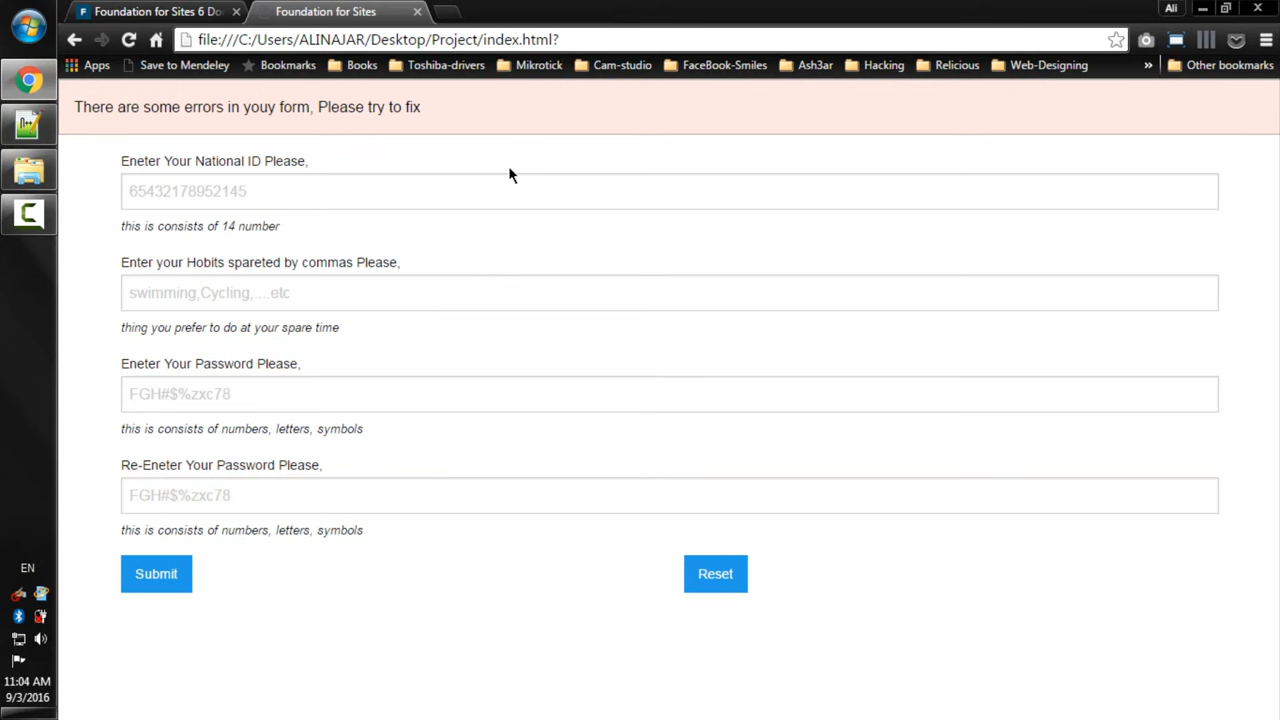 Foundation for Sites 6 Do
Foundation for Sites
Ali
file:///C:/Users/ALINAJAR/Desktop/Project/index.html?
Apps Save to Mendeley Bookmarks Books Toshiba-drivers Mikrotick Cam-studio FaceBook-Smiles Ash3ar Hacking Relicious Web-Designing » Other bookmarks
There are some errors in youy form, Please try to fix
Eneter Your National ID Please,
65432178952145
this is consists of 14 number
Enter your Hobits spareted by commas Please,
swimming,Cycling,....etc
thing you prefer to do at your spare time
Eneter Your Password Please,
FGH#$%zxc78
this is consists of numbers, letters, symbols
Re-Eneter Your Password Please,
FGH#$%zxc78
this is consists of numbers, letters, symbols
Submit Reset
EN
11:04 AM
9/3/2016